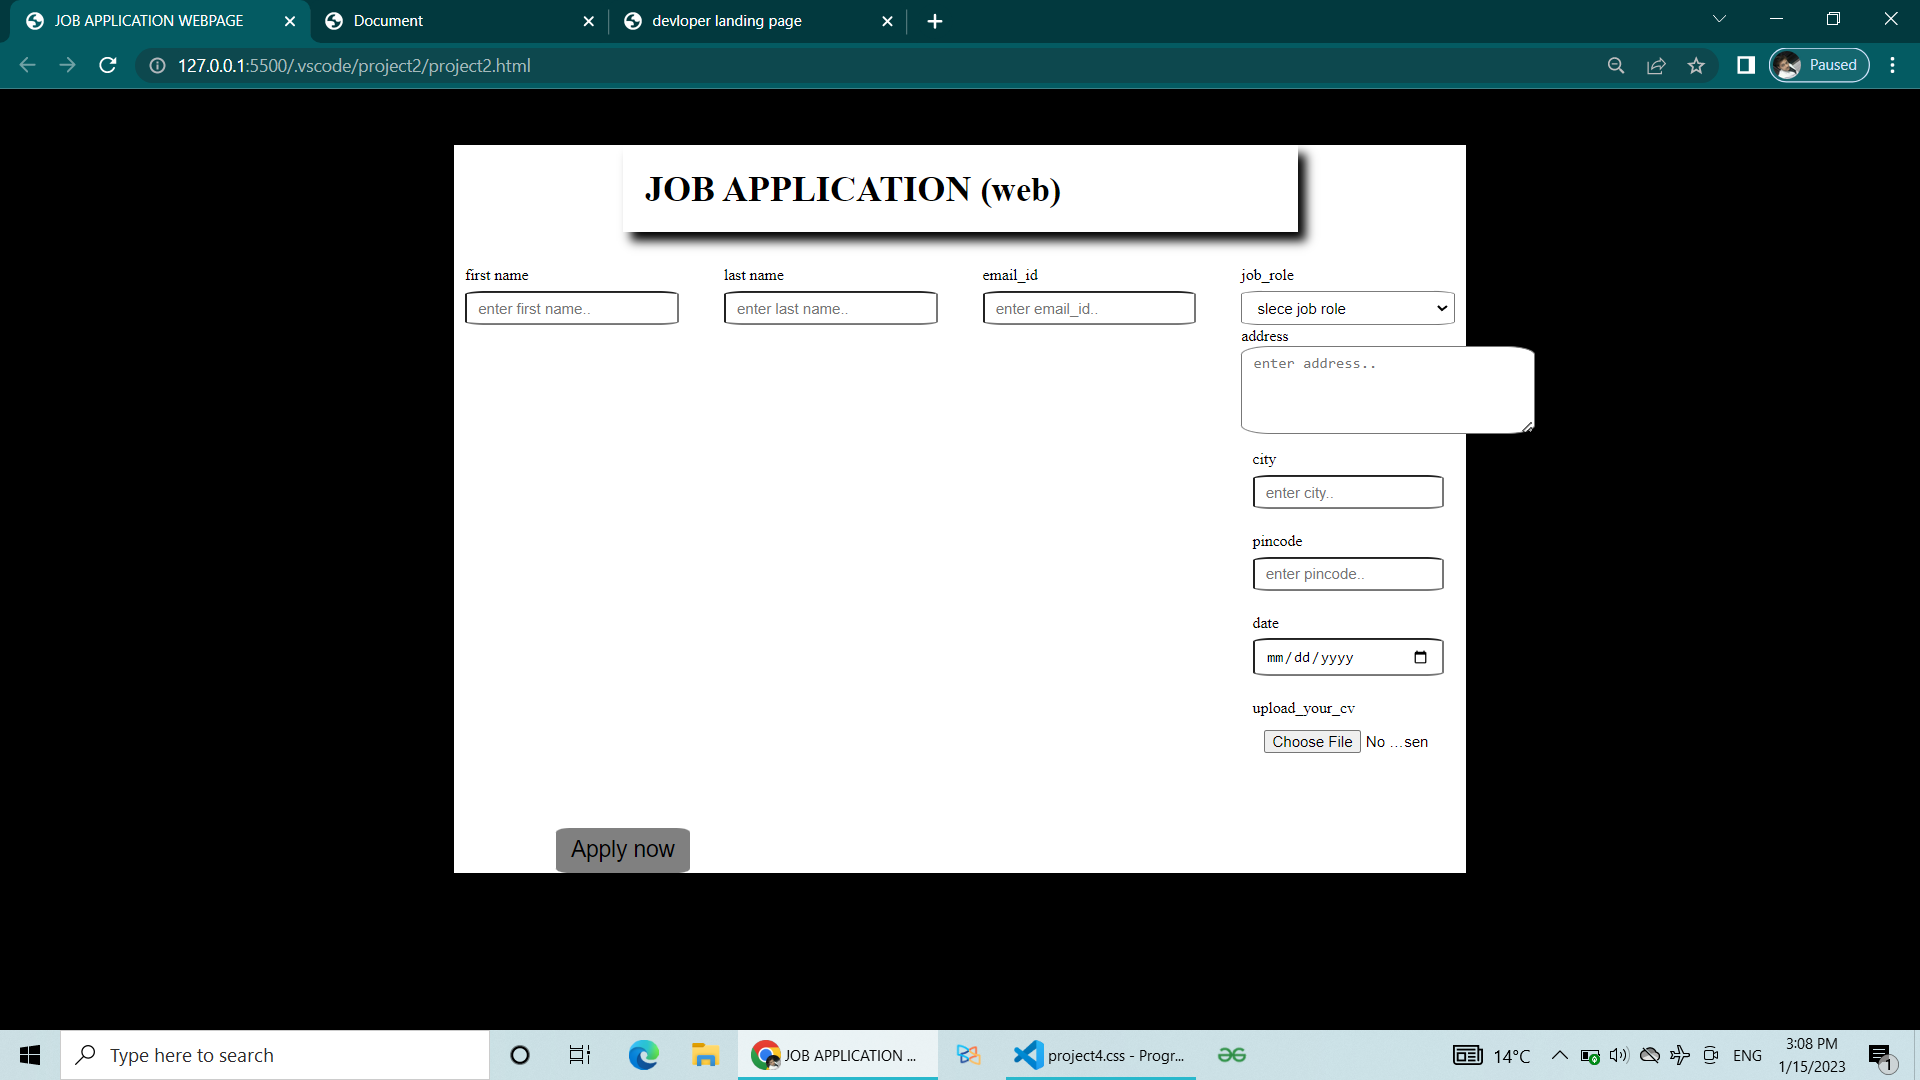 JOB APPLICATION WEBPAGE
Document
devloper landing page
127.0.0.1:5500/.vscode/project2/project2.html
Paused
JOB APPLICATION (web)
first name
last name
email_id
job_role
enter first name..
enter last name..
enter email_id..
slece job role
address
enter address..
city
enter city..
pincode
enter pincode..
date
mm/dd/yyyy
upload_your_cv
Choose File No ...sen
Apply now
Type here to search
JOB APPLICATION ...
project4.css - Progr...
14°C
ENG
3:08 PM
1/15/2023
1